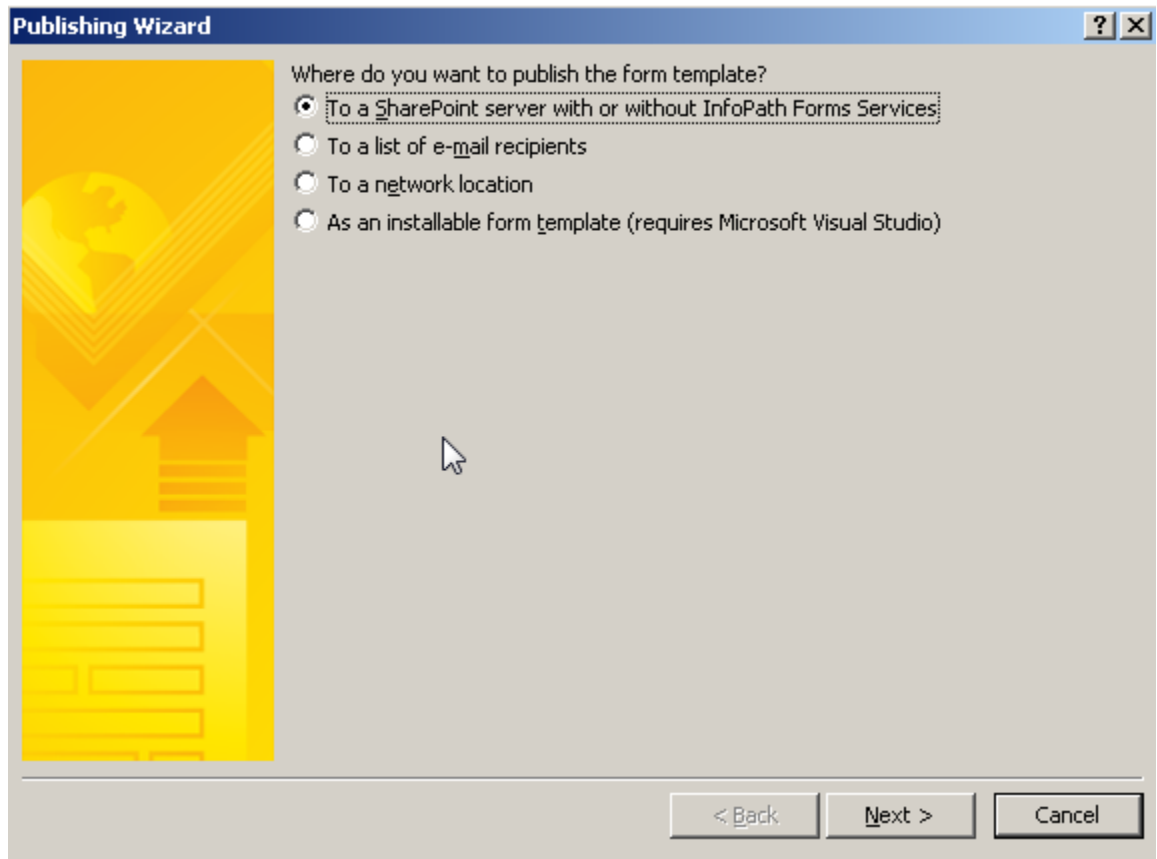 Publishing Wizard
Where do you want to publish the form template?
To a SharePoint server with or without InfoPath Forms Services
To a list of e-mail recipients
To a network location
As an installable form template (requires Microsoft Visual Studio)
< Back
Next >
Cancel